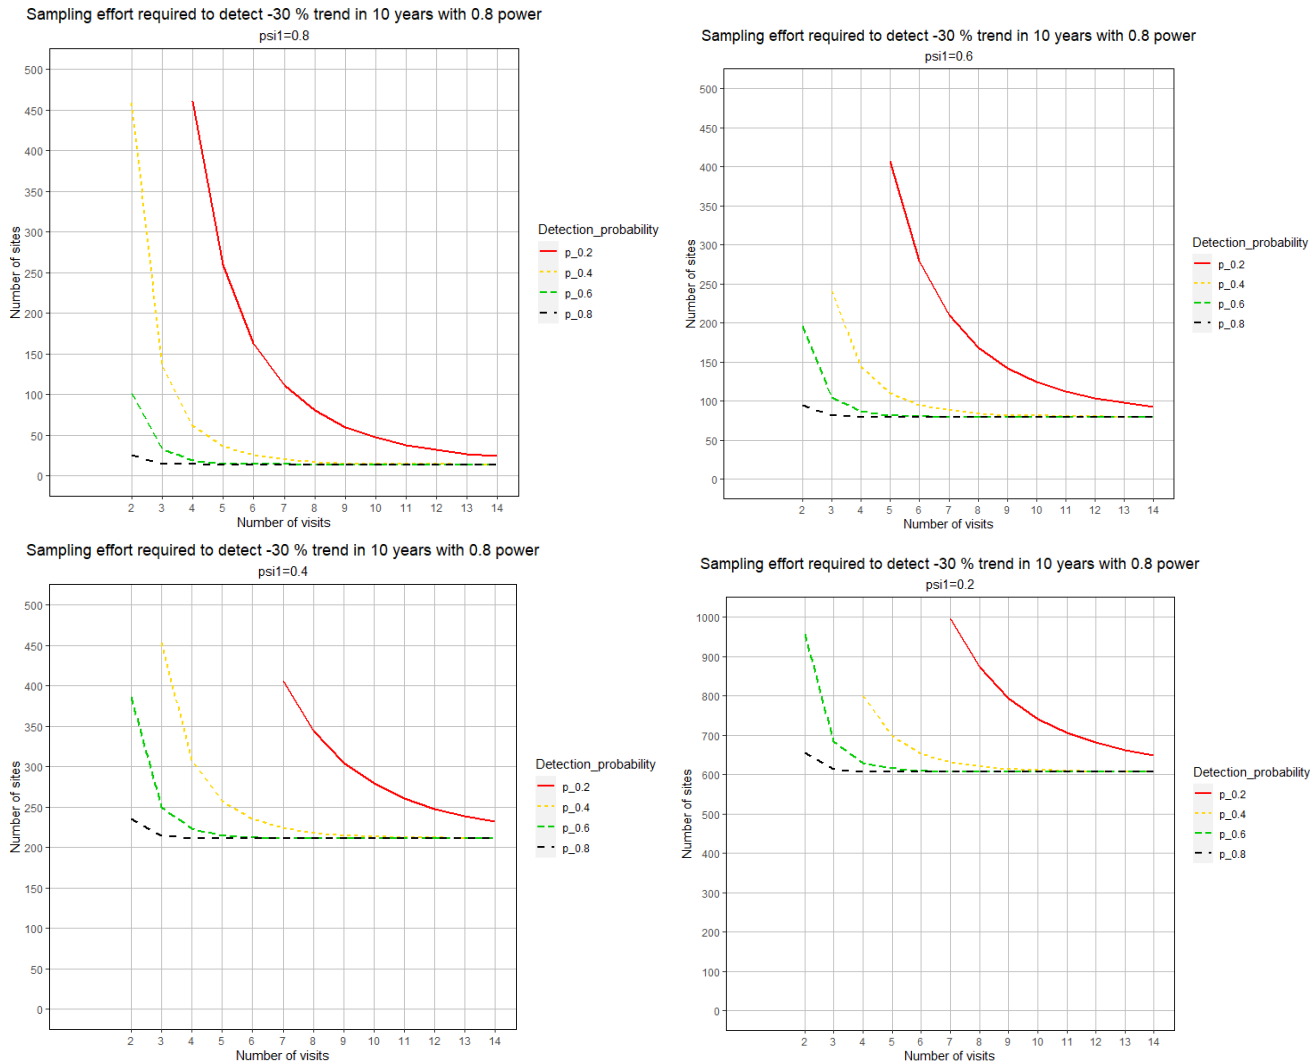 Sampling effort required to detect -30 % trend in 10 years with 0.8 power
psi1=0.8
500
450
400
350
300
250
200
150
100
50
0
Number of sites
2 3 4 5 6 7 8 9 10 11 12 13 14
Number of visits
Detection_probability
p_0.2
p_0.4
p_0.6
p_0.8
Sampling effort required to detect -30 % trend in 10 years with 0.8 power
psi1=0.6
500
450
400
350
300
250
200
150
100
50
0
Number of sites
2 3 4 5 6 7 8 9 10 11 12 13 14
Number of visits
Detection_probability
p_0.2
p_0.4
p_0.6
p_0.8
Sampling effort required to detect -30 % trend in 10 years with 0.8 power
psi1=0.4
500
450
400
350
300
250
200
150
100
50
0
Number of sites
2 3 4 5 6 7 8 9 10 11 12 13 14
Number of visits
Detection_probability
p_0.2
p_0.4
p_0.6
p_0.8
Sampling effort required to detect -30 % trend in 10 years with 0.8 power
psi1=0.2
1000
900
800
700
600
500
400
300
200
100
0
Number of sites
2 3 4 5 6 7 8 9 10 11 12 13 14
Number of visits
Detection_probability
p_0.2
p_0.4
p_0.6
p_0.8